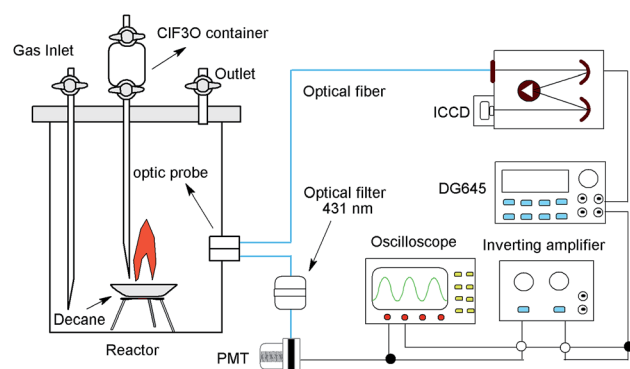 ClF3O container
Gas Inlet
Outlet
Optical fiber
ICCD
optic probe
Optical filter
431 nm
DG645
Oscilloscope
Inverting amplifier
Decane
Reactor
PMT